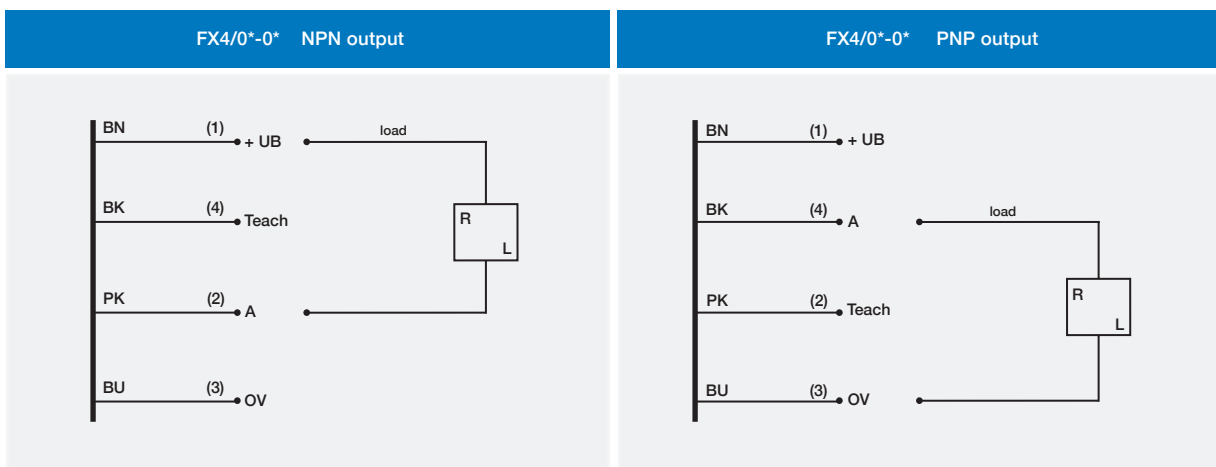 FX4/0*-0* NPN output
BN (1) + UB
load
BK (4) Teach
R
L
PK (2) A
BU (3) OV
FX4/0*-0* PNP output
BN (1) + UB
BK (4) A
load
R
L
PK (2) Teach
BU (3) OV